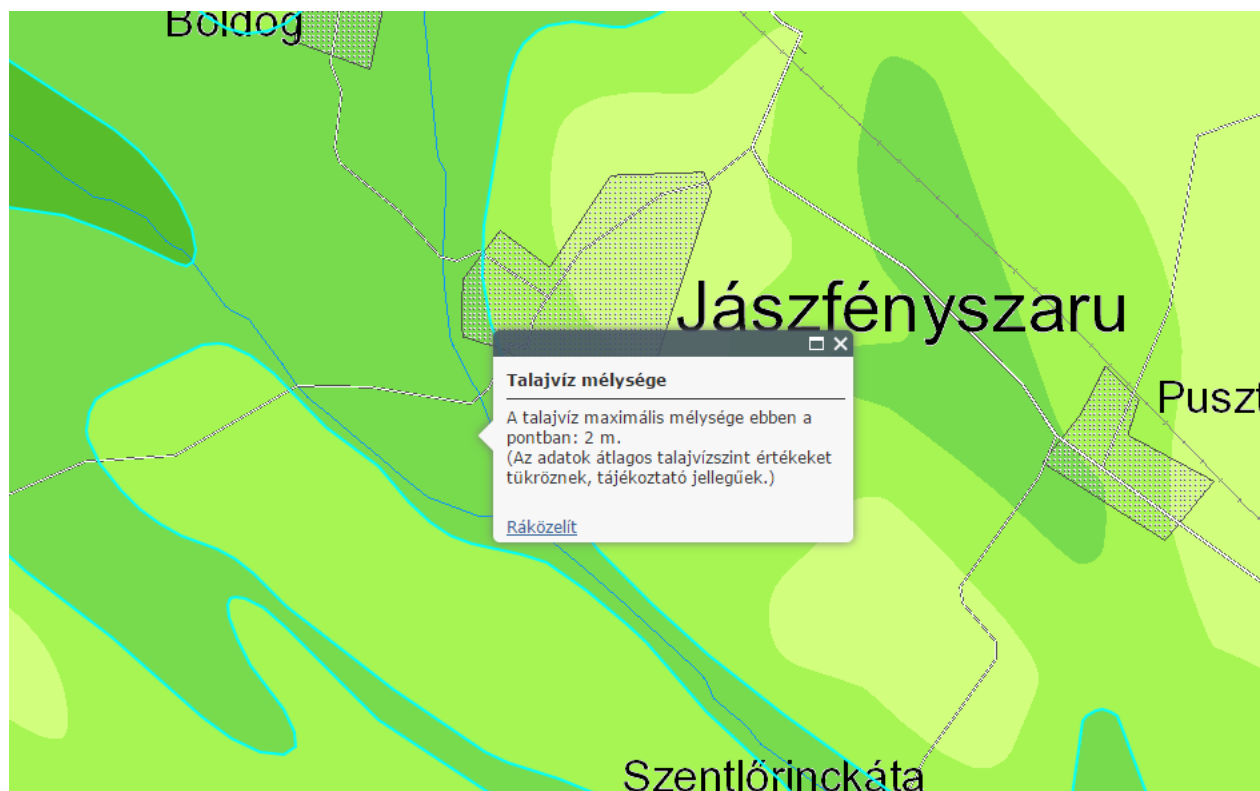 Boldog
Jászfényszaru
Puszt
Talajvíz mélysége
A talajvíz maximális mélysége ebben a
pontban: 2 m.
(Az adatok átlagos talajvízszint értékeket
tükröznek, tájékoztató jellegűek.)
Ráközelít
Szentlőrinckáta